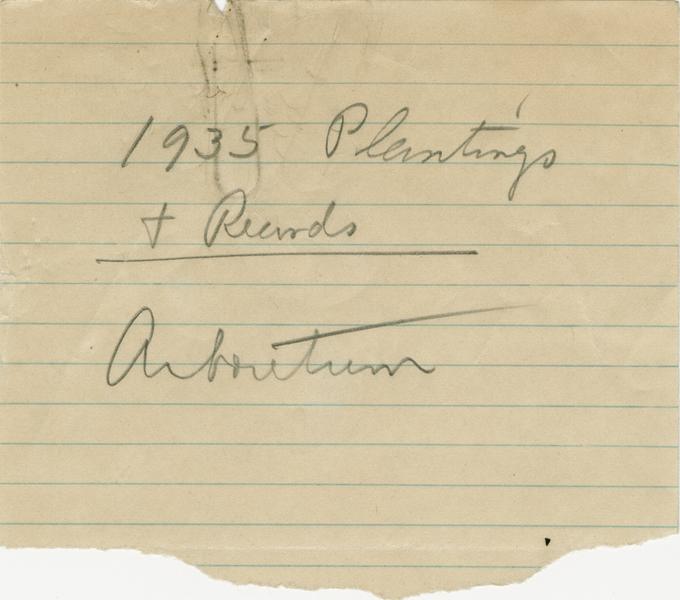 1935 Plantings
+ Records
Arboretum